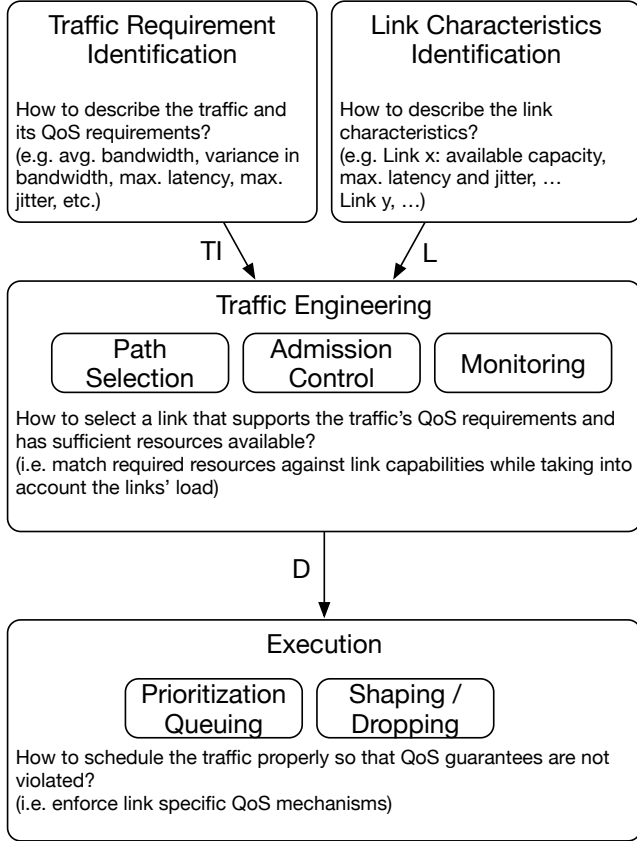 Traffic Requirement
Identification
How to describe the traffic and
its QoS requirements?
(e.g. avg. bandwidth, variance in
bandwidth, max. latency, max.
jitter, etc.)
Link Characteristics
Identification
How to describe the link
characteristics?
(e.g. Link x: available capacity,
max. latency and jitter, …
Link y, …)
TI
L
Traffic Engineering
Path
Selection
Admission
Control
Monitoring
How to select a link that supports the traffic’s QoS requirements and
has sufficient resources available?
(i.e. match required resources against link capabilities while taking into
account the links’ load)
D
Execution
Prioritization
Queuing
Shaping /
Dropping
How to schedule the traffic properly so that QoS guarantees are not
violated?
(i.e. enforce link specific QoS mechanisms)